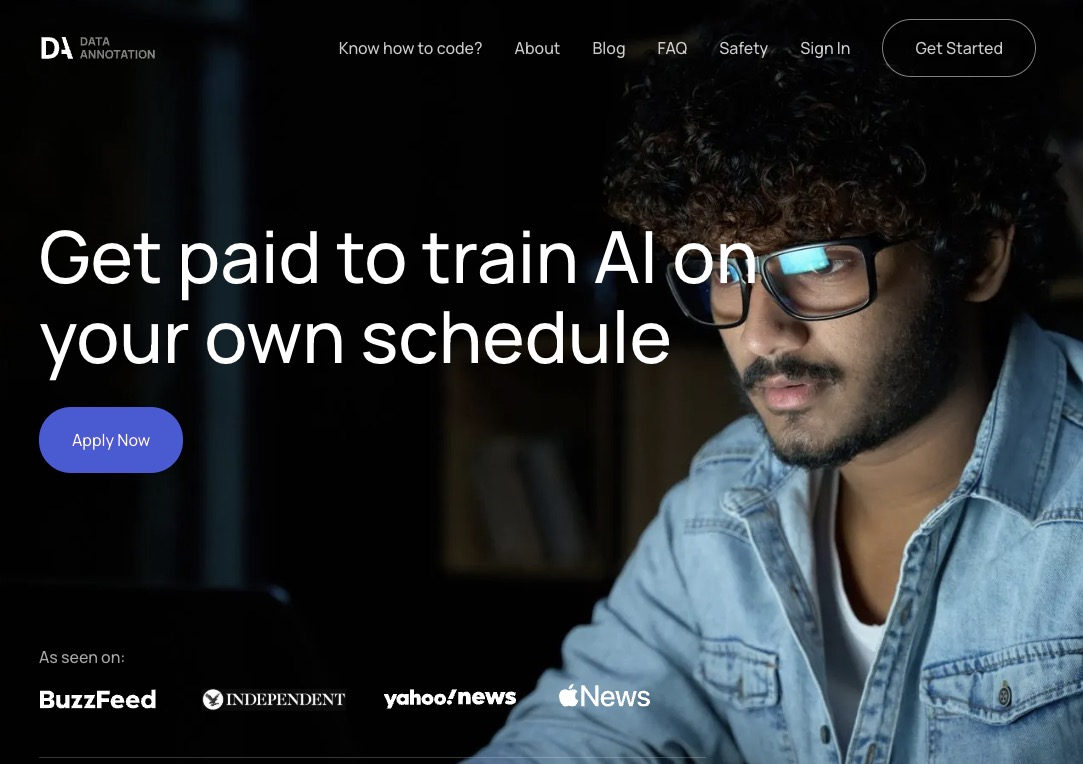 DATA
ANNOTATION
Know how to code? About Blog FAQ Safety Sign In Get Started
Get paid to train AI on
your own schedule
Apply Now
As seen on:
BuzzFeed INDEPENDENT yahoo!news News